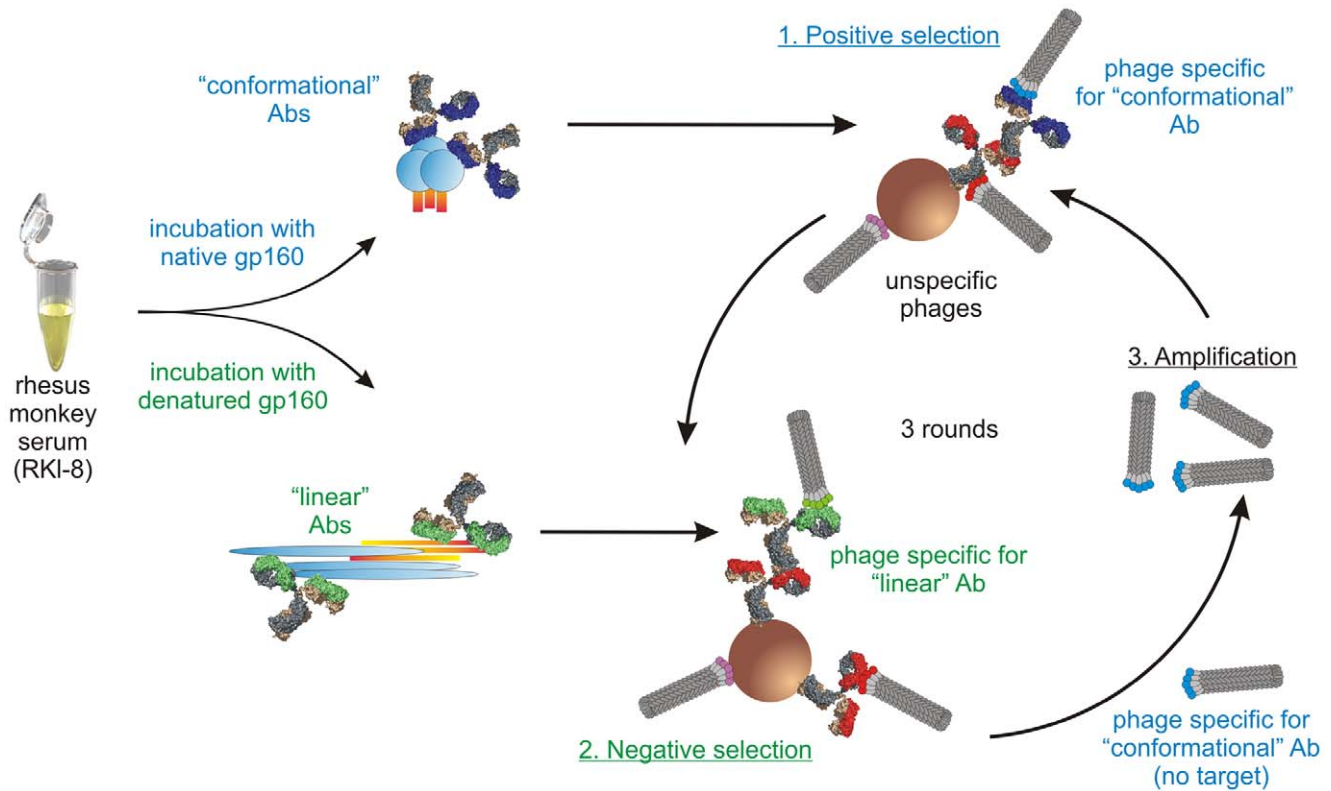 1. Positive selection
"conformational"
Abs
phage specific
for "conformational"
Ab
incubation with
native gp160
unspecific
phages
incubation with
denatured gp160
rhesus
monkey
serum
(RKI-8)
3. Amplification
3 rounds
"linear"
Abs
phage specific for
"linear" Ab
2. Negative selection
phage specific for
"conformational" Ab
(no target)